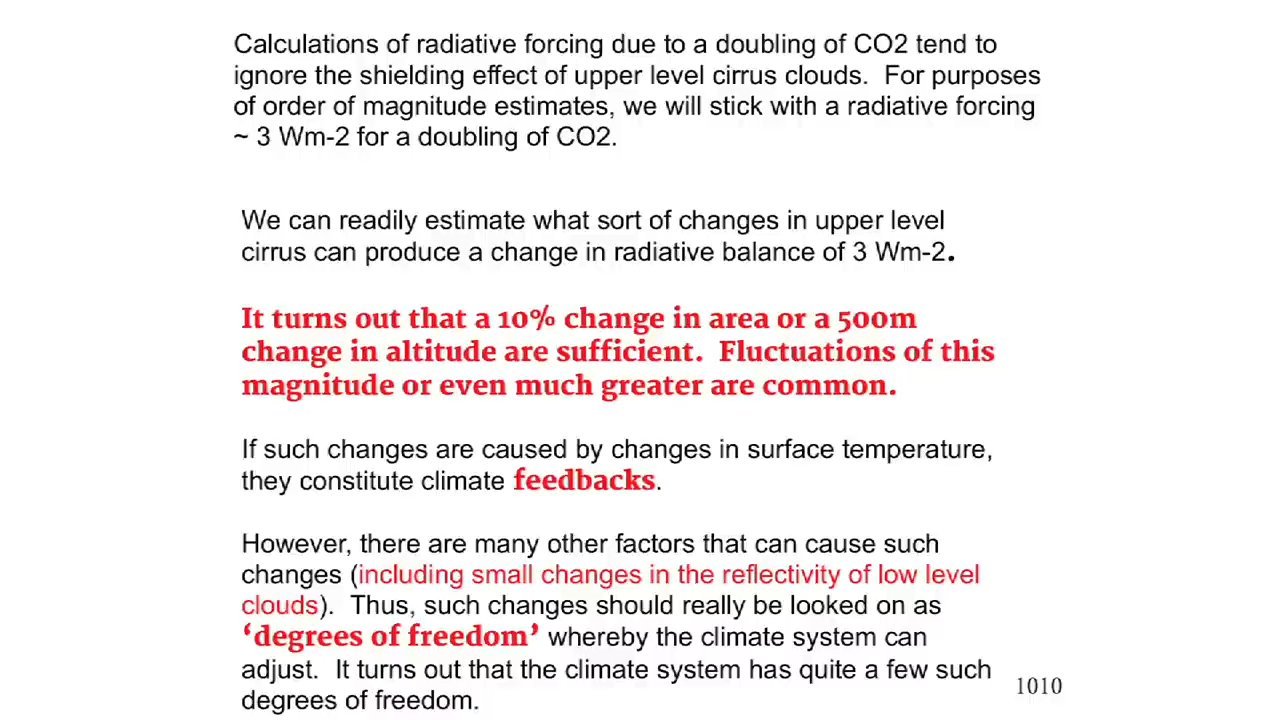 Calculations of radiative forcing due to a doubling of CO2 tend to
ignore the shielding effect of upper level cirrus clouds.  For purposes
of order of magnitude estimates, we will stick with a radiative forcing
~ 3 Wm-2 for a doubling of CO2.
We can readily estimate what sort of changes in upper level
cirrus can produce a change in radiative balance of 3 Wm-2.
It turns out that a 10% change in area or a 500m
change in altitude are sufficient.  Fluctuations of this
magnitude or even much greater are common.
If such changes are caused by changes in surface temperature,
they constitute climate feedbacks.
However, there are many other factors that can cause such
changes (including small changes in the reflectivity of low level
clouds).  Thus, such changes should really be looked on as
‘degrees of freedom’ whereby the climate system can
adjust.  It turns out that the climate system has quite a few such
degrees of freedom.
1010